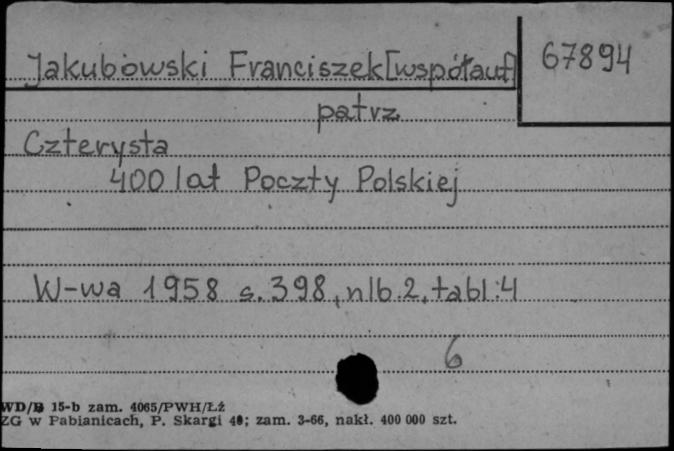 Jakubowski Franciszek [współaut]
67894
patrz
Czterysta
400 lat Poczty Polskiej
W-wa 1958 s. 398, nlb. 2, tabl. 4
6
WD/B 15-b zam. 4065/PWH/Łź
ZG w Pabianicach, P. Skargi 40; zam. 3-66, nakł. 400 000 szt.